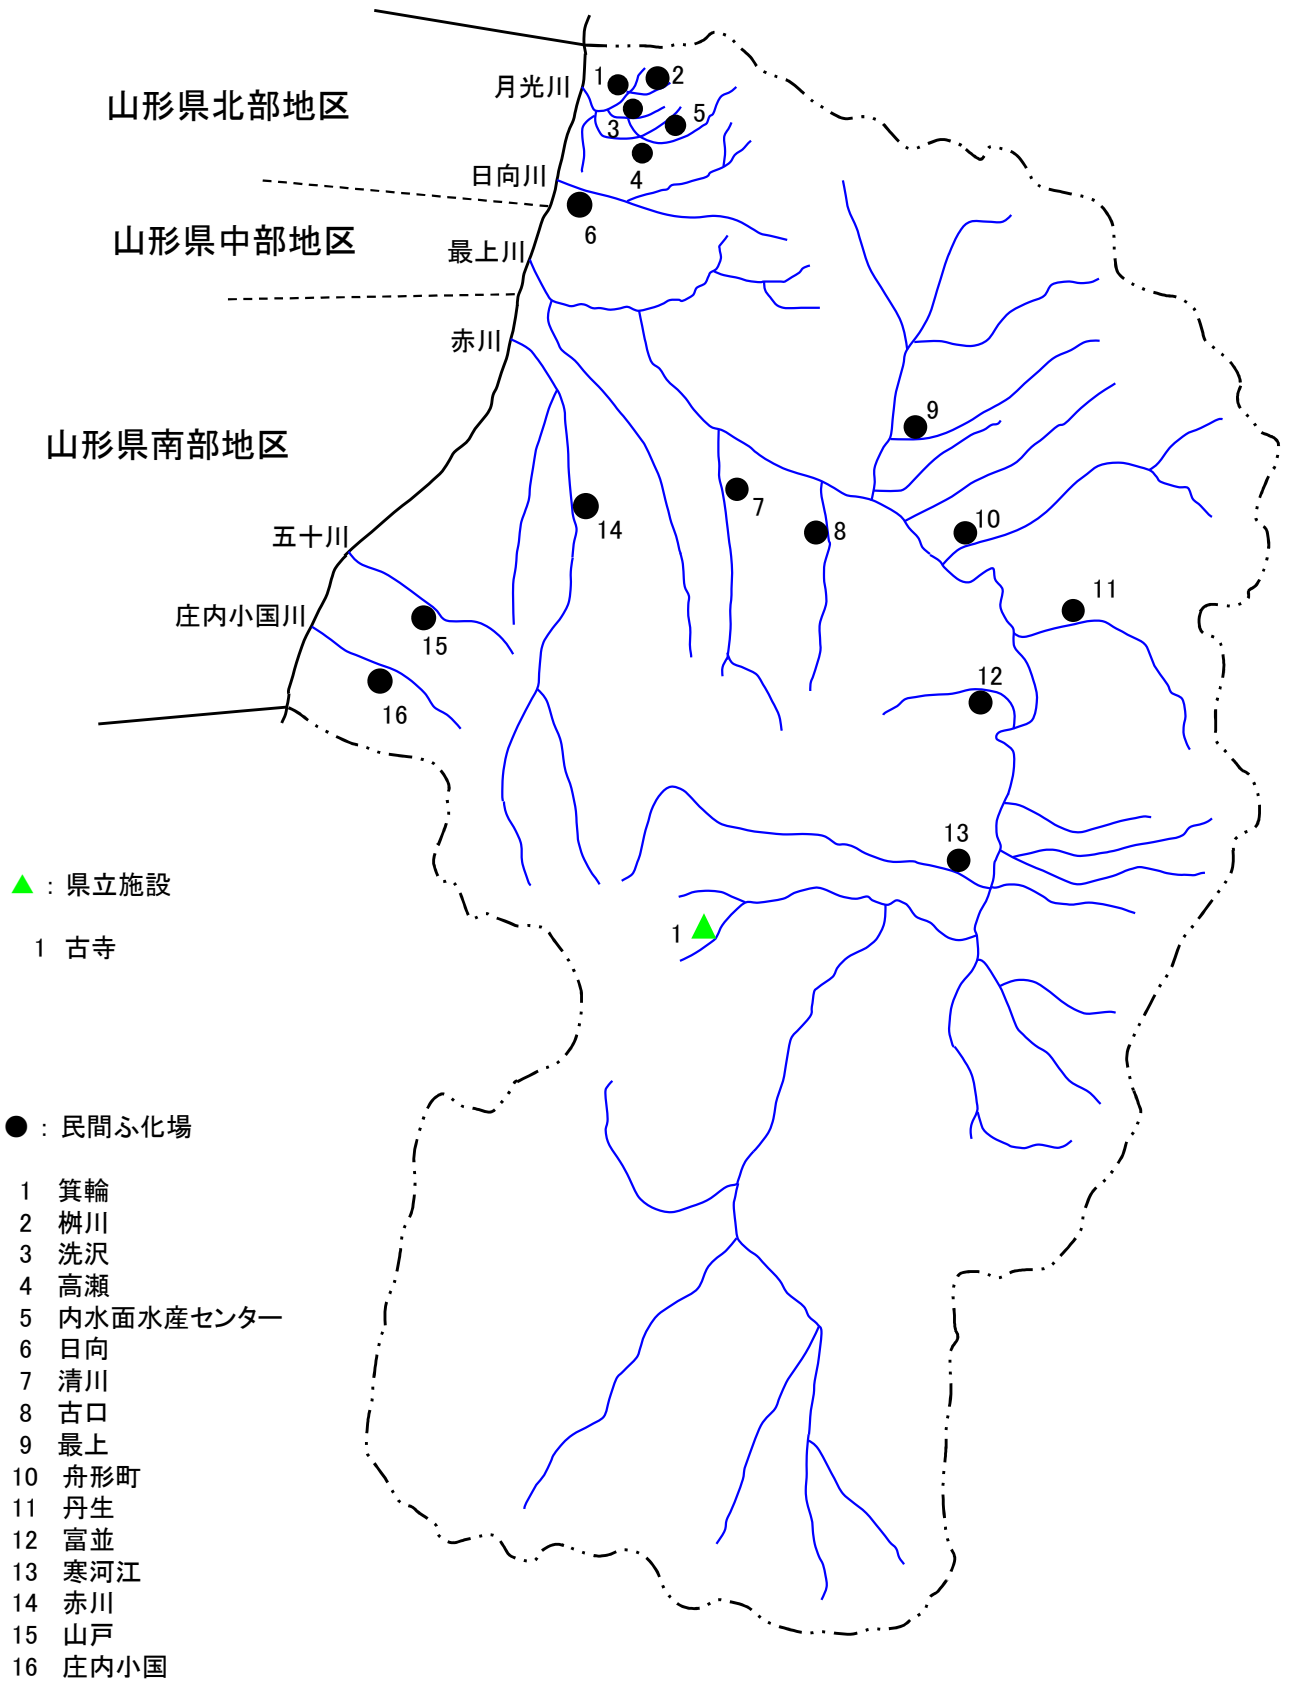 月光川
1
2
山形県北部地区
3
5
4
日向川
6
山形県中部地区
最上川
赤川
9
山形県南部地区
7
14
8
10
五十川
11
庄内小国川
15
12
16
13
▲ : 県立施設
1
1 古寺
● : 民間ふ化場
1 箕輪
2 桝川
3 洗沢
4 高瀬
5 内水面水産センター
6 日向
7 清川
8 古口
9 最上
10 舟形町
11 丹生
12 富並
13 寒河江
14 赤川
15 山戸
16 庄内小国